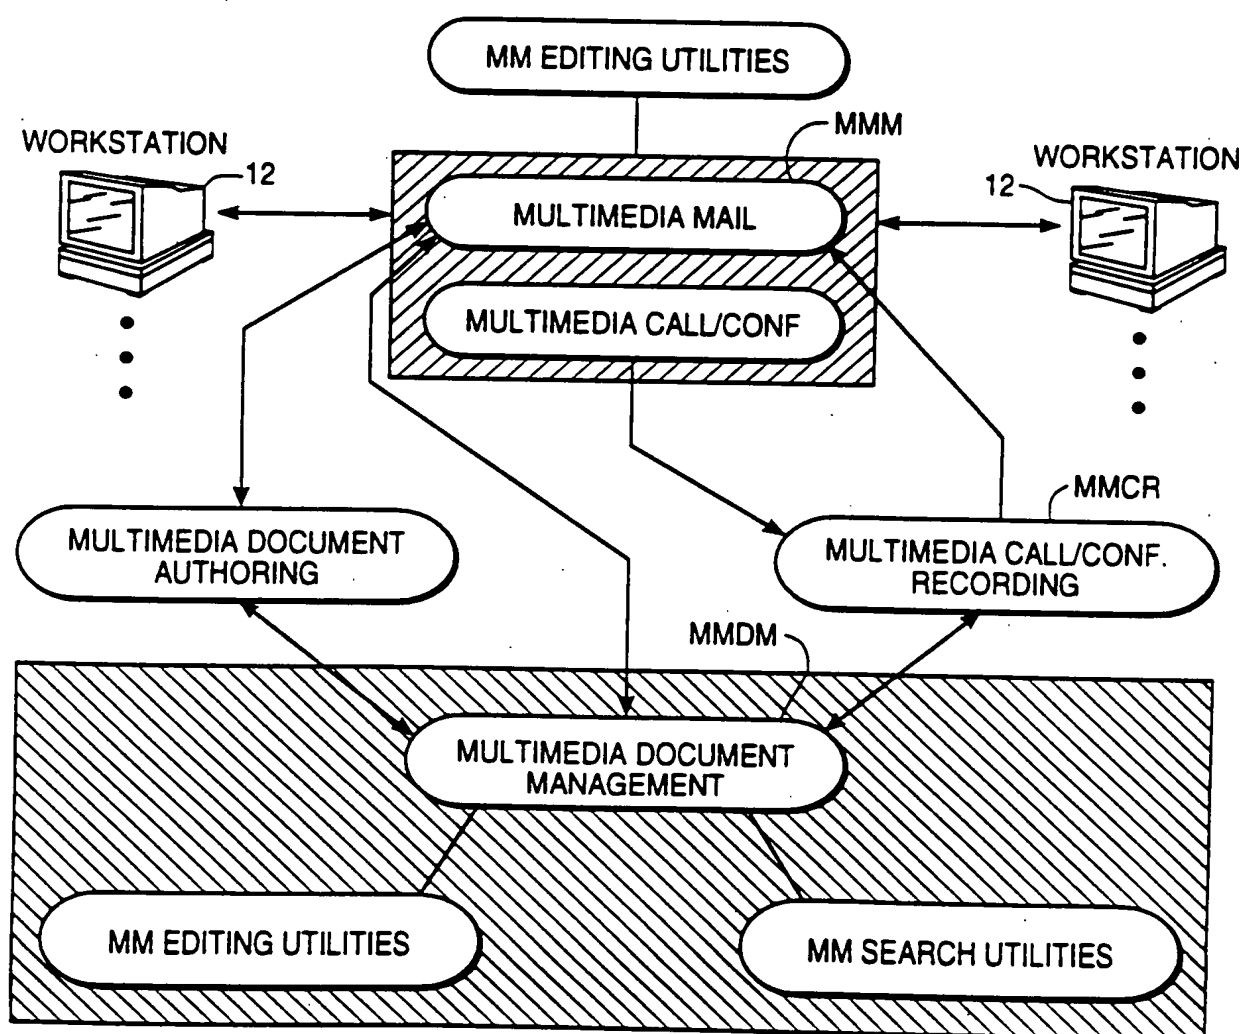 MM EDITING UTILITIES
MMM
WORKSTATION
12
WORKSTATION
12
MULTIMEDIA MAIL
MULTIMEDIA CALL/CONF
MMCR
MULTIMEDIA DOCUMENT
AUTHORING
MULTIMEDIA CALL/CONF.
RECORDING
MMDM
MULTIMEDIA DOCUMENT
MANAGEMENT
MM EDITING UTILITIES
MM SEARCH UTILITIES